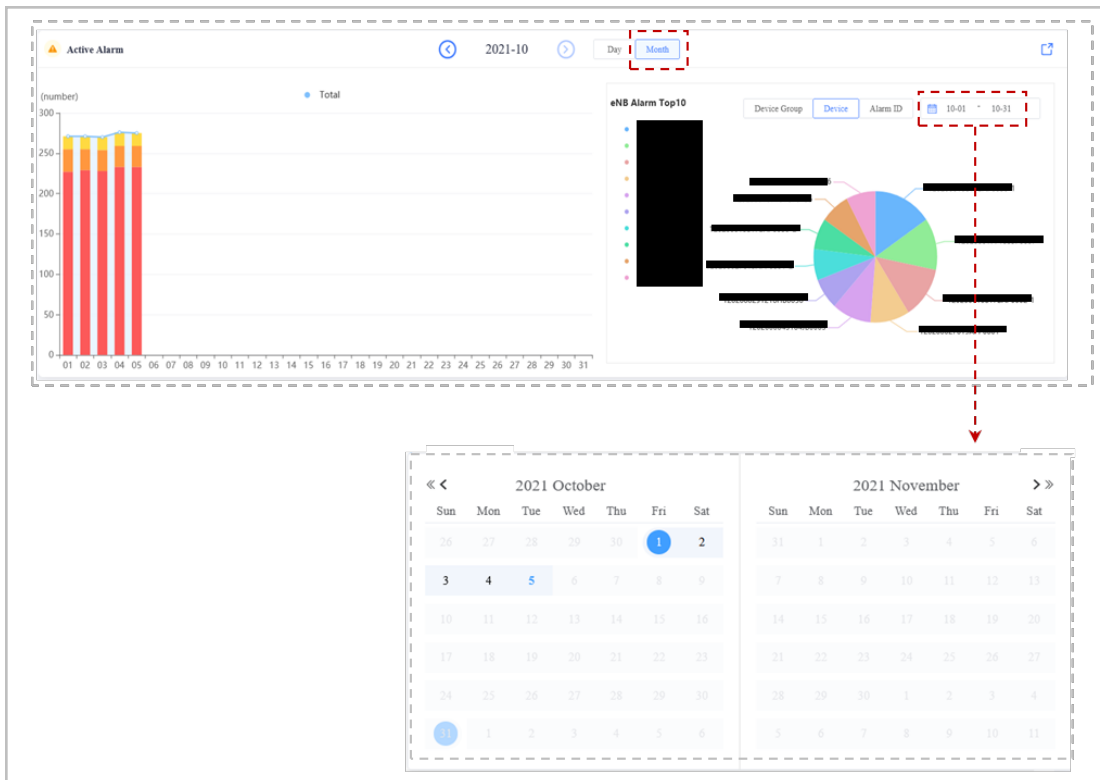 Active Alarm
2021-10
Day
Month
(number)
Total
300
250
200
150
100
50
0
01 02 03 04 05 06 07 08 09 10 11 12 13 14 15 16 17 18 19 20 21 22 23 24 25 26 27 28 29 30 31
eNB Alarm Top10
Device Group Device Alarm ID 10-01 ~ 10-31
2021 October
Sun Mon Tue Wed Thu Fri Sat
26 27 28 29 30 1 2
3 4 5 6 7 8 9
10 11 12 13 14 15 16
17 18 19 20 21 22 23
24 25 26 27 28 29 30
31 1 2 3 4 5 6
2021 November
Sun Mon Tue Wed Thu Fri Sat
31 1 2 3 4 5 6
7 8 9 10 11 12 13
14 15 16 17 18 19 20
21 22 23 24 25 26 27
28 29 30 1 2 3 4
5 6 7 8 9 10 11